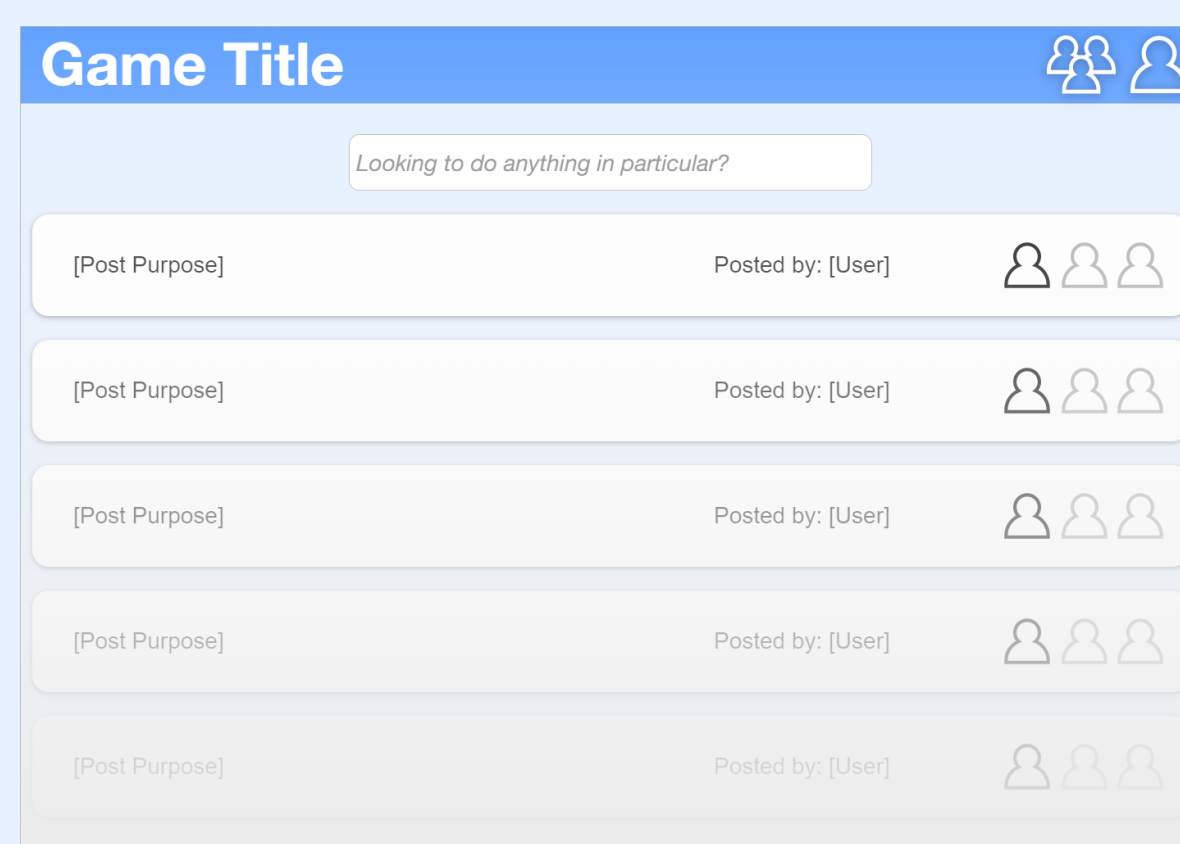 Game Title
Looking to do anything in particular?
[Post Purpose] Posted by: [User]
[Post Purpose] Posted by: [User]
[Post Purpose] Posted by: [User]
[Post Purpose] Posted by: [User]
[Post Purpose] Posted by: [User]